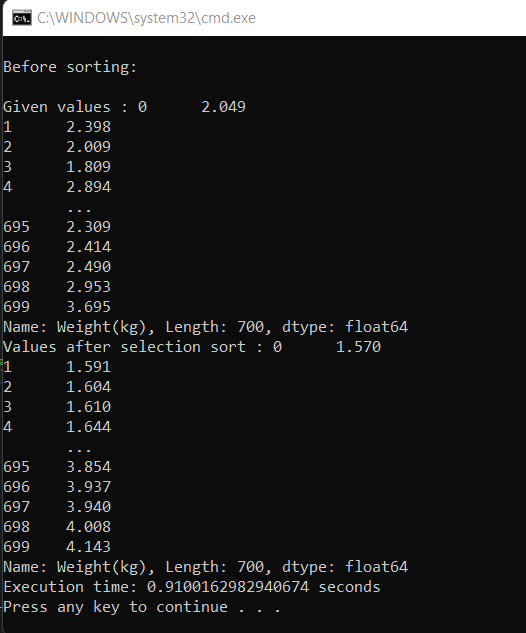 C:\WINDOWS\system32\cmd.exe
Before sorting:
Given values : 0      2.049
1      2.398
2      2.009
3      1.809
4      2.894
       ...
695    2.309
696    2.414
697    2.490
698    2.953
699    3.695
Name: Weight(kg), Length: 700, dtype: float64
Values after selection sort : 0      1.570
1      1.591
2      1.604
3      1.610
4      1.644
       ...
695    3.854
696    3.937
697    3.940
698    4.008
699    4.143
Name: Weight(kg), Length: 700, dtype: float64
Execution time: 0.9100162982940674 seconds
Press any key to continue . . .